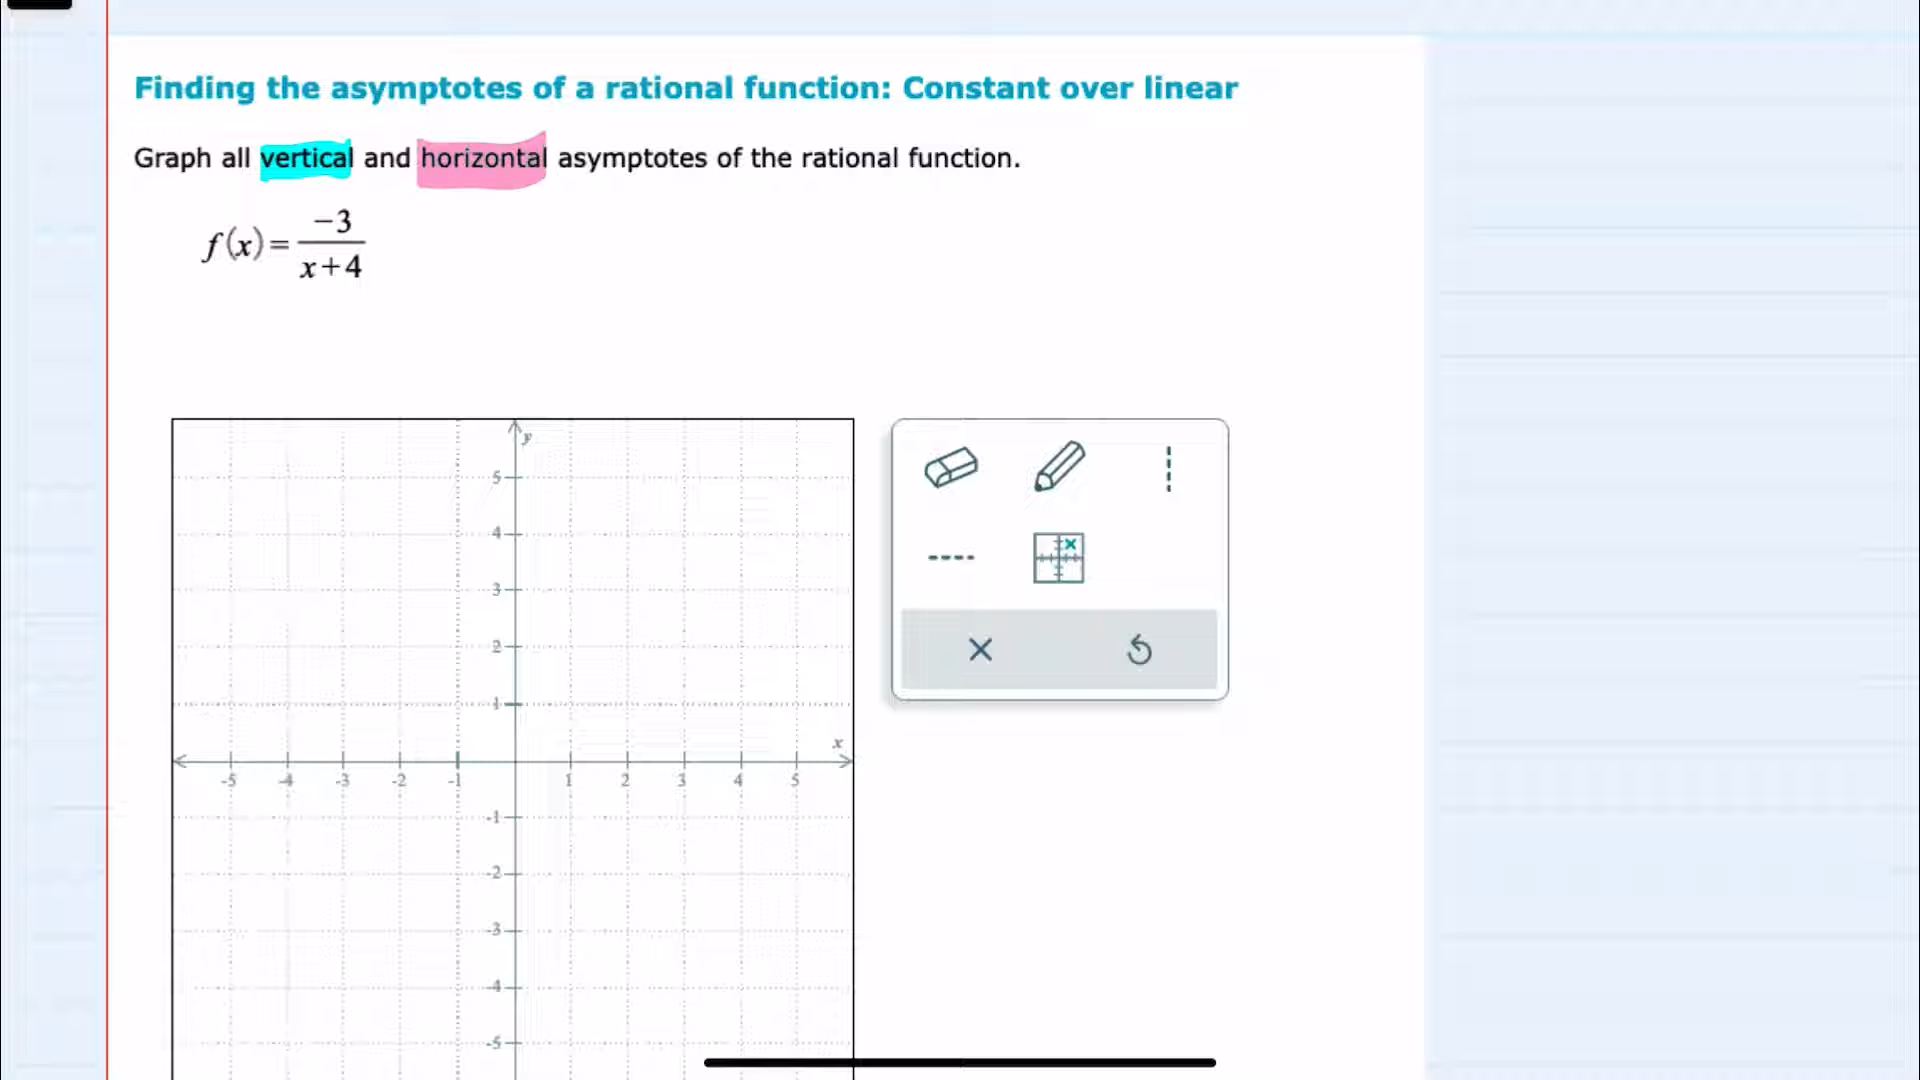 Finding the asymptotes of a rational function: Constant over linear
Graph all vertical and horizontal asymptotes of the rational function.
f(x) = -3 / x+4
y
5
4
3
2
1
x
-5 -4 -3 -2 -1 1 2 3 4 5
-1
-2
-3
-4
-5